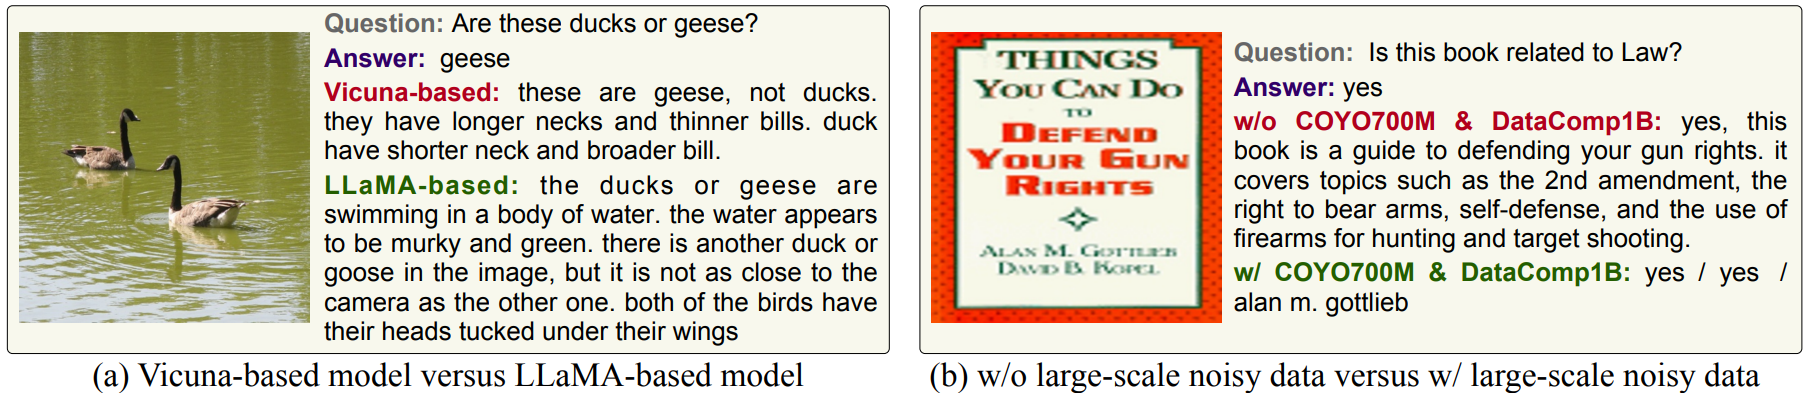 Question: Are these ducks or geese?
Answer: geese
Vicuna-based: these are geese, not ducks.
they have longer necks and thinner bills. duck
have shorter neck and broader bill.
LLaMA-based: the ducks or geese are
swimming in a body of water. the water appears
to be murky and green. there is another duck or
goose in the image, but it is not as close to the
camera as the other one. both of the birds have
their heads tucked under their wings
(a) Vicuna-based model versus LLaMA-based model
THINGS
YOU CAN DO
TO
DEFEND
YOUR GUN
RIGHTS
ALAN M. GOTTLIEB
DAVID B. KOPEL
Question: Is this book related to Law?
Answer: yes
w/o COYO700M & DataComp1B: yes, this
book is a guide to defending your gun rights. it
covers topics such as the 2nd amendment, the
right to bear arms, self-defense, and the use of
firearms for hunting and target shooting.
w/ COYO700M & DataComp1B: yes / yes /
alan m. gottlieb
(b) w/o large-scale noisy data versus w/ large-scale noisy data